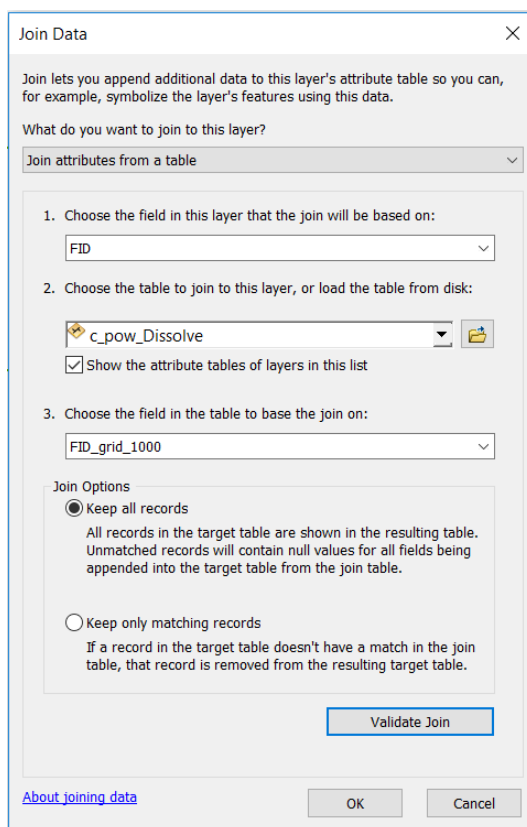 Join Data
Join lets you append additional data to this layer's attribute table so you can,
for example, symbolize the layer's features using this data.
What do you want to join to this layer?
Join attributes from a table
1. Choose the field in this layer that the join will be based on:
FID
2. Choose the table to join to this layer, or load the table from disk:
c_pow_Dissolve
Show the attribute tables of layers in this list
3. Choose the field in the table to base the join on:
FID_grid_1000
Join Options
Keep all records
All records in the target table are shown in the resulting table.
Unmatched records will contain null values for all fields being
appended into the target table from the join table.
Keep only matching records
If a record in the target table doesn't have a match in the join
table, that record is removed from the resulting target table.
Validate Join
About joining data
OK
Cancel